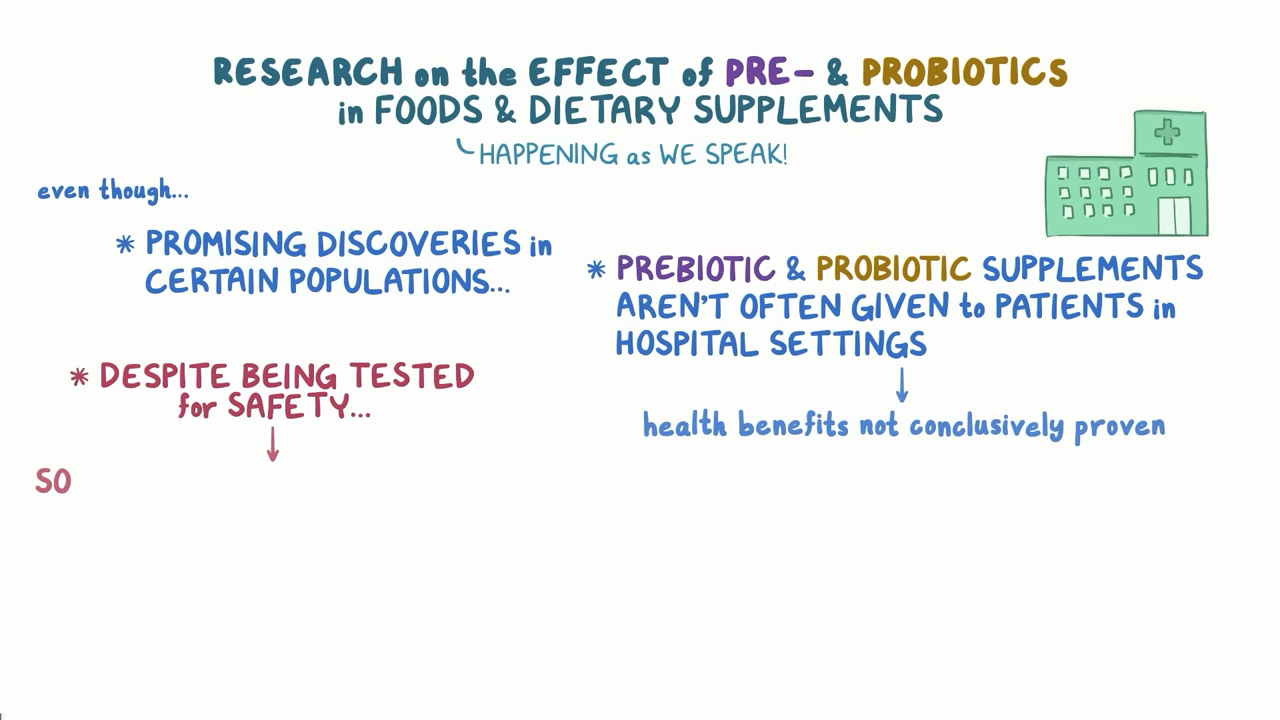 RESEARCH on the EFFECT of PRE- & PROBIOTICS
in FOODS & DIETARY SUPPLEMENTS
HAPPENING as WE SPEAK!
even though...
* PROMISING DISCOVERIES in
CERTAIN POPULATIONS...
* PREBIOTIC & PROBIOTIC SUPPLEMENTS
AREN'T OFTEN GIVEN to PATIENTS in
HOSPITAL SETTINGS
health benefits not conclusively proven
* DESPITE BEING TESTED
for SAFETY...
SO